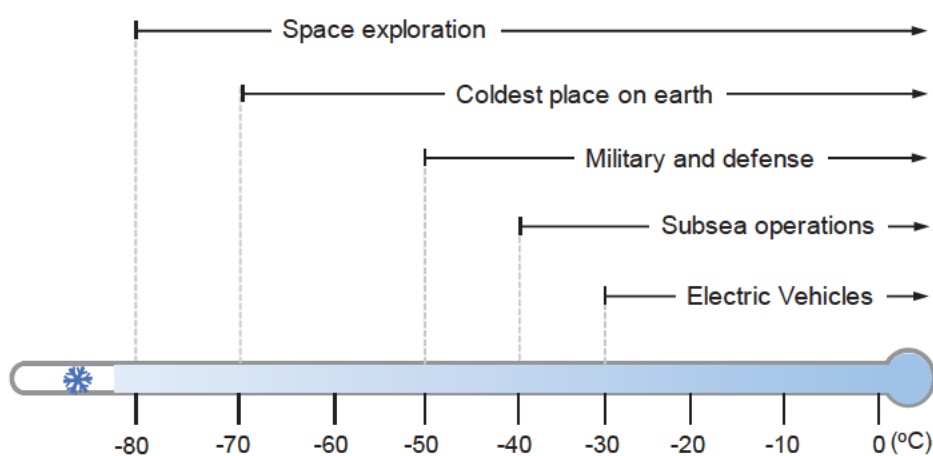 Space exploration
Coldest place on earth
Military and defense
Subsea operations
Electric Vehicles
-80 -70 -60 -50 -40 -30 -20 -10 0 (ºC)